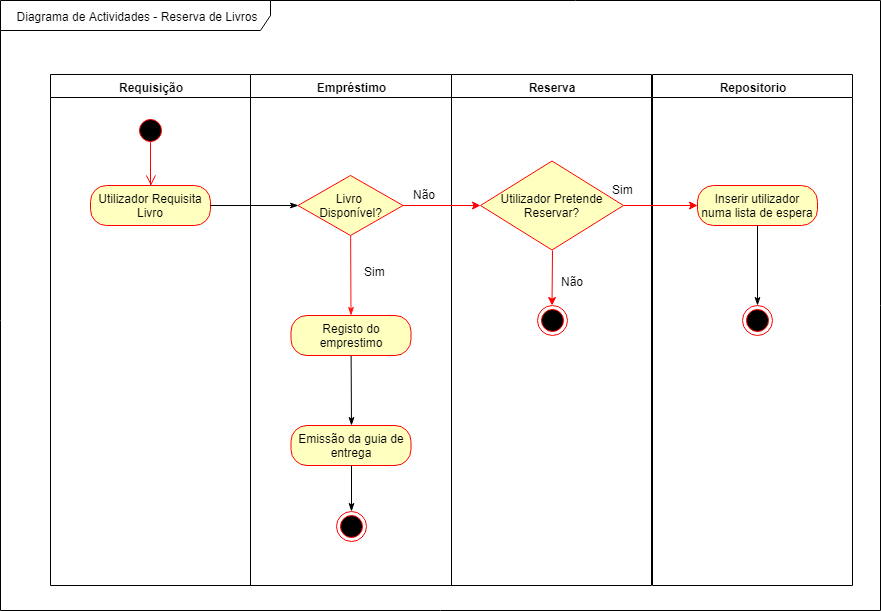 Diagrama de Actividades - Reserva de Livros
Requisição
Empréstimo
Reserva
Repositorio
Utilizador Requisita
Livro
Livro
Disponível?
Não
Utilizador Pretende
Reservar?
Sim
Inserir utilizador
numa lista de espera
Sim
Não
Registo do
emprestimo
Emissão da guia de
entrega